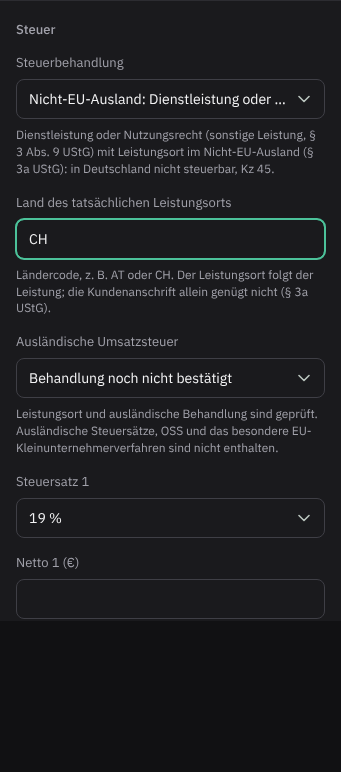 Steuer
Steuerbehandlung
Nicht-EU-Ausland: Dienstleistung oder ...
Dienstleistung oder Nutzungsrecht (sonstige Leistung, §
3 Abs. 9 UStG) mit Leistungsort im Nicht-EU-Ausland (§
3a UStG): in Deutschland nicht steuerbar, Kz 45.
Land des tatsächlichen Leistungsorts
CH
Ländercode, z. B. AT oder CH. Der Leistungsort folgt der
Leistung; die Kundenanschrift allein genügt nicht (§ 3a
UStG).
Ausländische Umsatzsteuer
Behandlung noch nicht bestätigt
Leistungsort und ausländische Behandlung sind geprüft.
Ausländische Steuersätze, OSS und das besondere EU-
Kleinunternehmerverfahren sind nicht enthalten.
Steuersatz 1
19 %
Netto 1 (€)